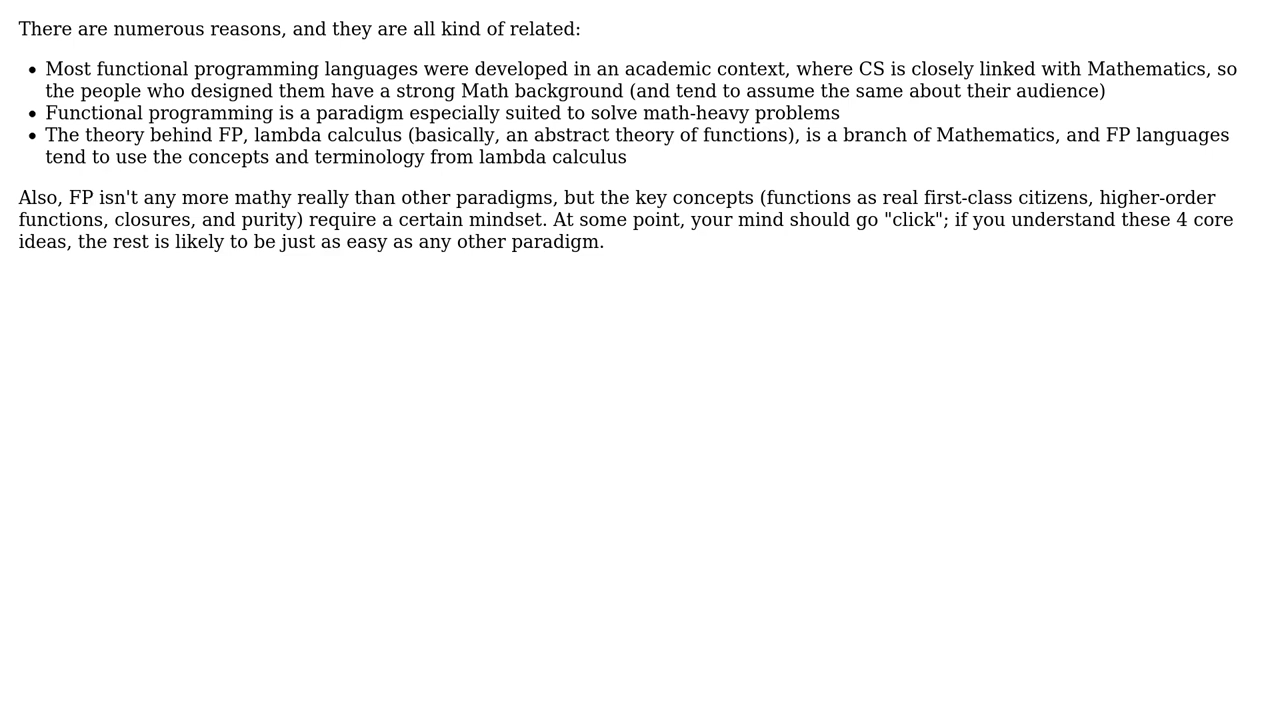 There are numerous reasons, and they are all kind of related:
• Most functional programming languages were developed in an academic context, where CS is closely linked with Mathematics, so
the people who designed them have a strong Math background (and tend to assume the same about their audience)
• Functional programming is a paradigm especially suited to solve math-heavy problems
• The theory behind FP, lambda calculus (basically, an abstract theory of functions), is a branch of Mathematics, and FP languages
tend to use the concepts and terminology from lambda calculus
Also, FP isn't any more mathy really than other paradigms, but the key concepts (functions as real first-class citizens, higher-order
functions, closures, and purity) require a certain mindset. At some point, your mind should go "click"; if you understand these 4 core
ideas, the rest is likely to be just as easy as any other paradigm.